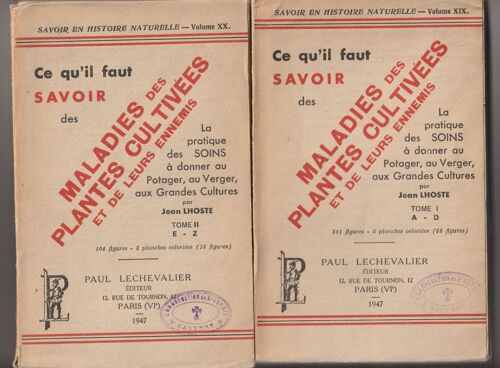 SAVOIR EN HISTOIRE NATURELLE — Volume XX.
Ce qu'il faut
SAVOIR
des
MALADIES DES
PLANTES CULTIVÉES
ET DE LEURS ENNEMIS
La
pratique
des SOINS
à donner au
Potager, au Verger,
aux Grandes Cultures
par
Jean LHOSTE
TOME II
E - Z
104 figures - 3 planches coloriées (18 figures)
PAUL LECHEVALIER
ÉDITEUR
12, RUE DE TOURNON, 12
PARIS (VIe)
1947
SAVOIR EN HISTOIRE NATURELLE — Volume XIX.
Ce qu'il faut
SAVOIR
des
MALADIES DES
PLANTES CULTIVÉES
ET DE LEURS ENNEMIS
La
pratique
des SOINS
à donner au
Potager, au Verger,
aux Grandes Cultures
par
Jean LHOSTE
TOME I
A - D
PAUL LECHEVALIER
ÉDITEUR
12, RUE DE TOURNON, 12
PARIS (VIe)
1947